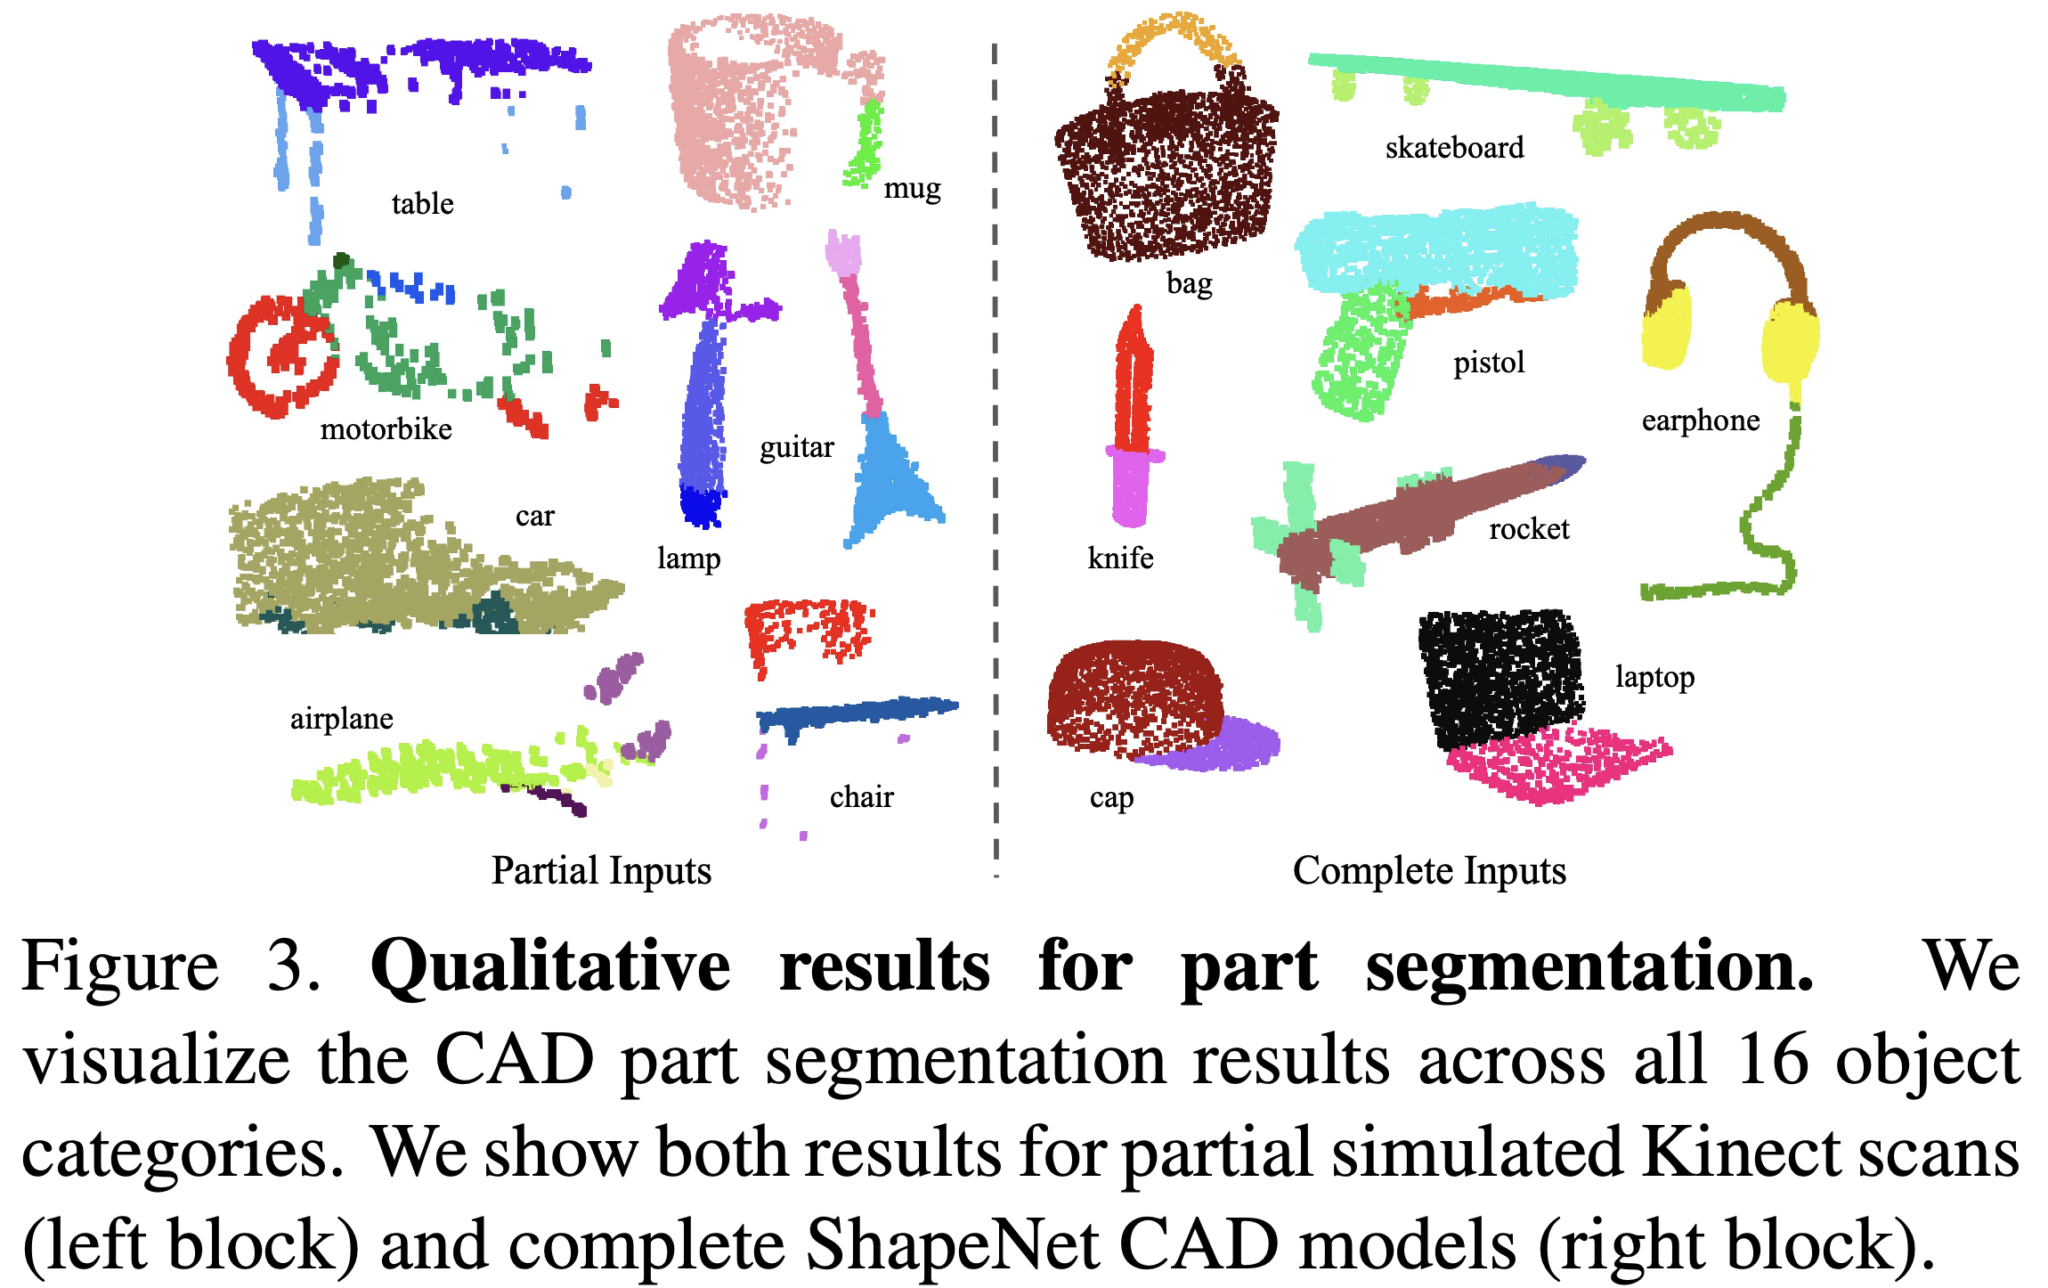 table
mug
motorbike
guitar
car
lamp
airplane
chair
Partial Inputs
skateboard
bag
pistol
earphone
knife
rocket
laptop
cap
Complete Inputs
Figure 3. Qualitative results for part segmentation. We
visualize the CAD part segmentation results across all 16 object
categories. We show both results for partial simulated Kinect scans
(left block) and complete ShapeNet CAD models (right block).